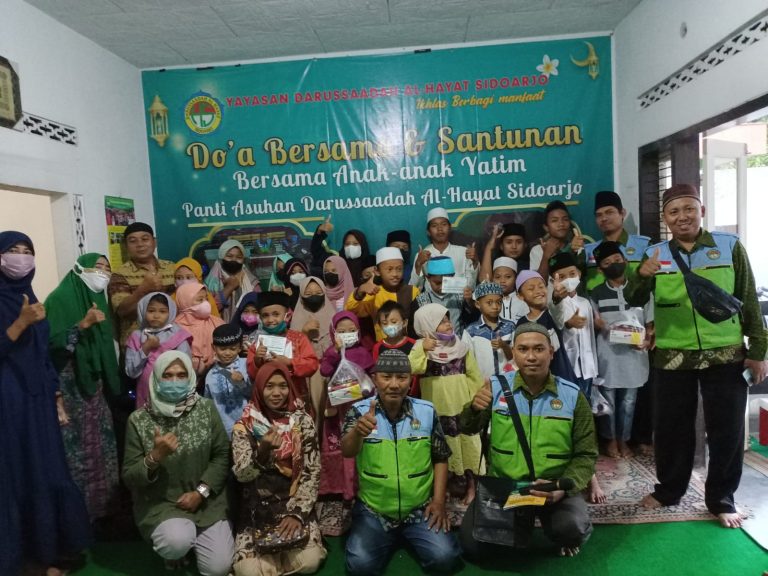 YAYASAN DARUSSAADAH AL HAYAT SIDOARJO
Ikhlas Berbagi manfaat
Do'a Bersama & Santunan
Bersama Anak-anak Yatim
Panti Asuhan Darussaadah Al-Hayat Sidoarjo